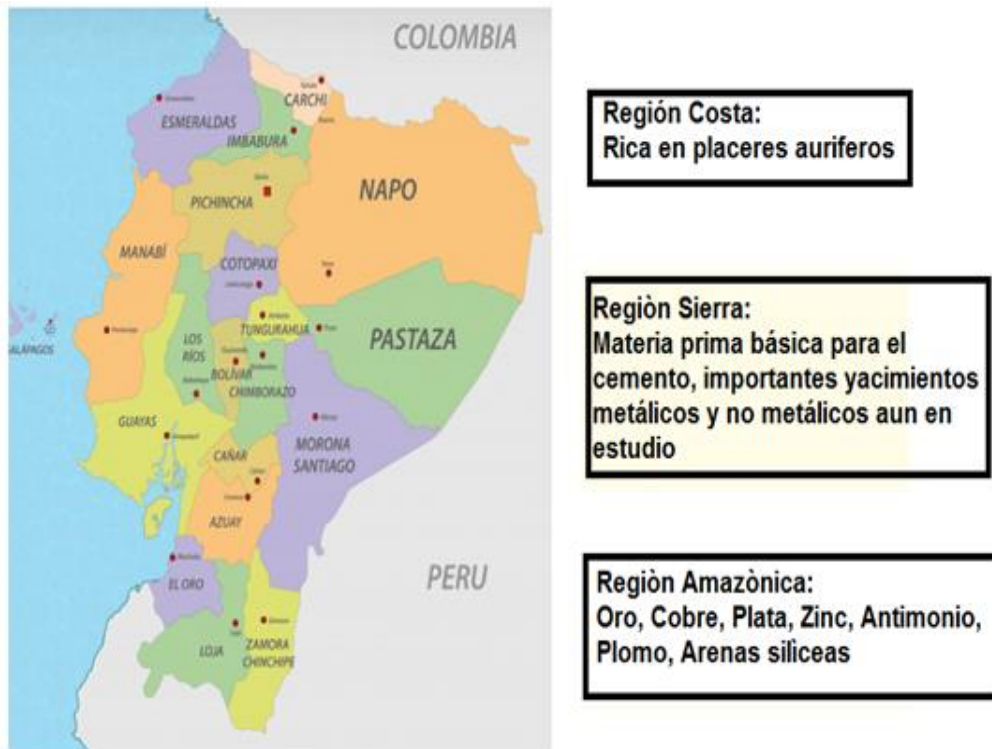 COLOMBIA
CARCHI
ESMERALDAS
IMBABURA
NAPO
PICHINCHA
MANABÍ
COTOPAXI
TUNGURAHUA
PASTAZA
LOS
RÍOS
BOLÍVAR
CHIMBORAZO
GUAYAS
MORONA
SANTIAGO
CAÑAR
AZUAY
PERU
EL ORO
LOJA
ZAMORA
CHINCHIPE
Región Costa:
Rica en placeres auriferos
Regiòn Sierra:
Materia prima básica para el
cemento, importantes yacimientos
metálicos y no metálicos aun en
estudio
Regiòn Amazònica:
Oro, Cobre, Plata, Zinc, Antimonio,
Plomo, Arenas silìceas